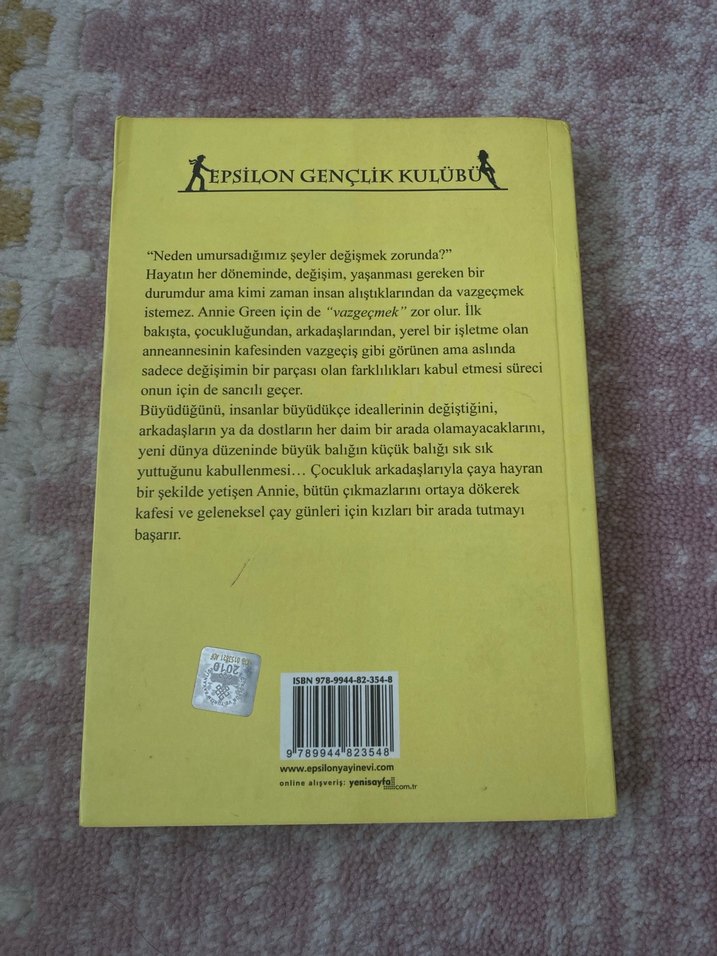 EPSİLON GENÇLİK KULÜBÜ
“Neden umursadığımız şeyler değişmek zorunda?”
Hayatın her döneminde, değişim, yaşanması gereken bir
durumdur ama kimi zaman insan alıştıklarından da vazgeçmek
istemez. Annie Green için de “vazgeçmek” zor olur. İlk
bakışta, çocukluğundan, arkadaşlarından, yerel bir işletme olan
anneannesinin kafesinden vazgeçiş gibi görünen ama aslında
sadece değişimin bir parçası olan farklılıkları kabul etmesi süreci
onun için de sancılı geçer.
Büyüdüğünü, insanlar büyüdükçe ideallerinin değiştiğini,
arkadaşların ya da dostların her daim bir arada olamayacaklarını,
yeni dünya düzeninde büyük balığın küçük balığı sık sık
yuttuğunu kabullenmesi… Çocukluk arkadaşlarıyla çaya hayran
bir şekilde yetişen Annie, bütün çıkmazlarını ortaya dökerek
kafesi ve geleneksel çay günleri için kızları bir arada tutmayı
başarır.
2010
ISBN 978-9944-82-354-8
9 789944 823548
www.epsilonyayinevi.com
online alışveriş: yenisayfa.com.tr